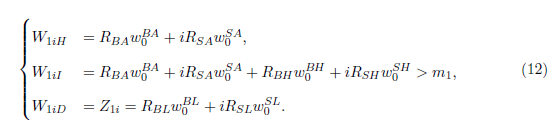 W_{1iH} = R_{BA}w_0^{BA} + iR_{SA}w_0^{SA},
W_{1iI} = R_{BA}w_0^{BA} + iR_{SA}w_0^{SA} + R_{BH}w_0^{BH} + iR_{SH}w_0^{SH} > m_1, (12)
W_{1iD} = Z_{1i} = R_{BL}w_0^{BL} + iR_{SL}w_0^{SL}.